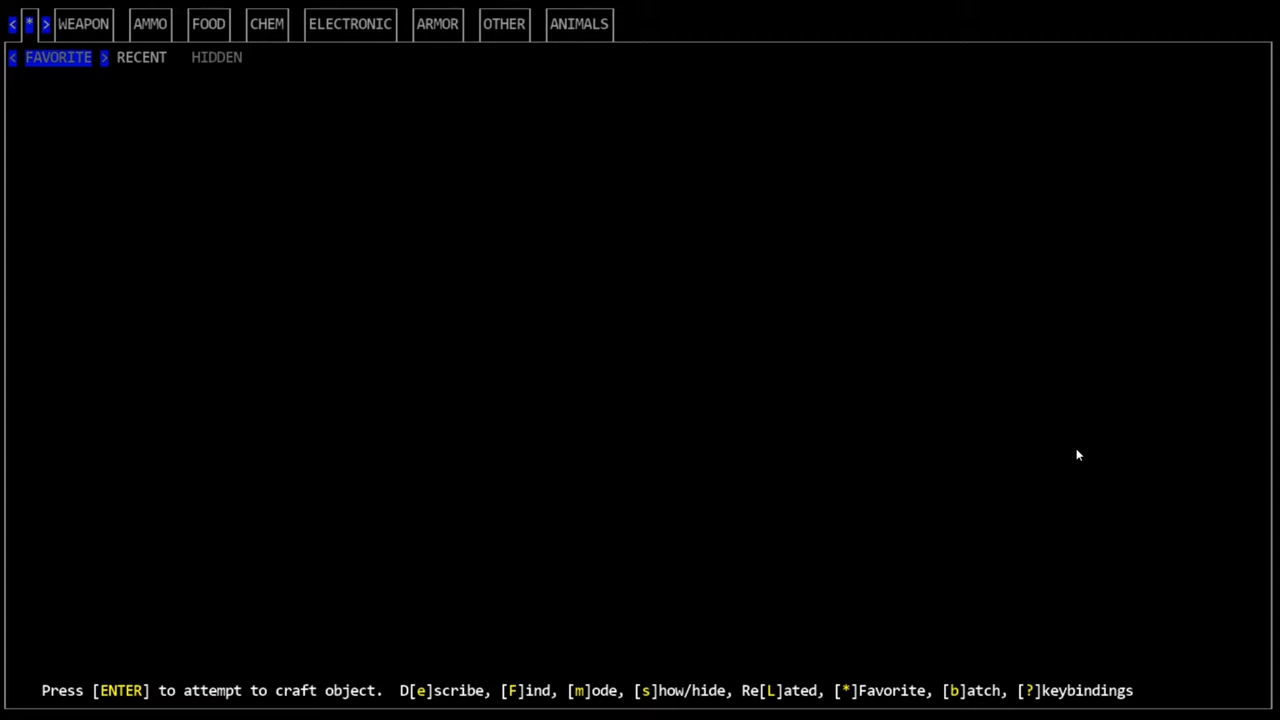 < * > WEAPON AMMO FOOD CHEM ELECTRONIC ARMOR OTHER ANIMALS
< FAVORITE > RECENT HIDDEN
Press [ENTER] to attempt to craft object. D[e]scribe, [F]ind, [m]ode, [s]how/hide, Re[L]ated, [*]Favorite, [b]atch, [?]keybindings